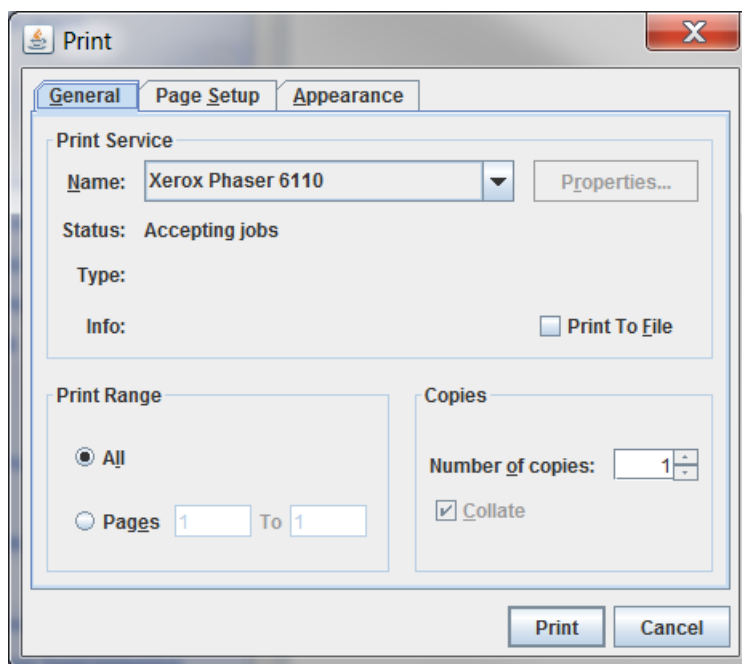 Print
General Page Setup Appearance
Print Service
Name: Xerox Phaser 6110 Properties...
Status: Accepting jobs
Type:
Info: Print To File
Print Range Copies
All
Number of copies: 1
Collate
Pages 1 To 1
Print Cancel